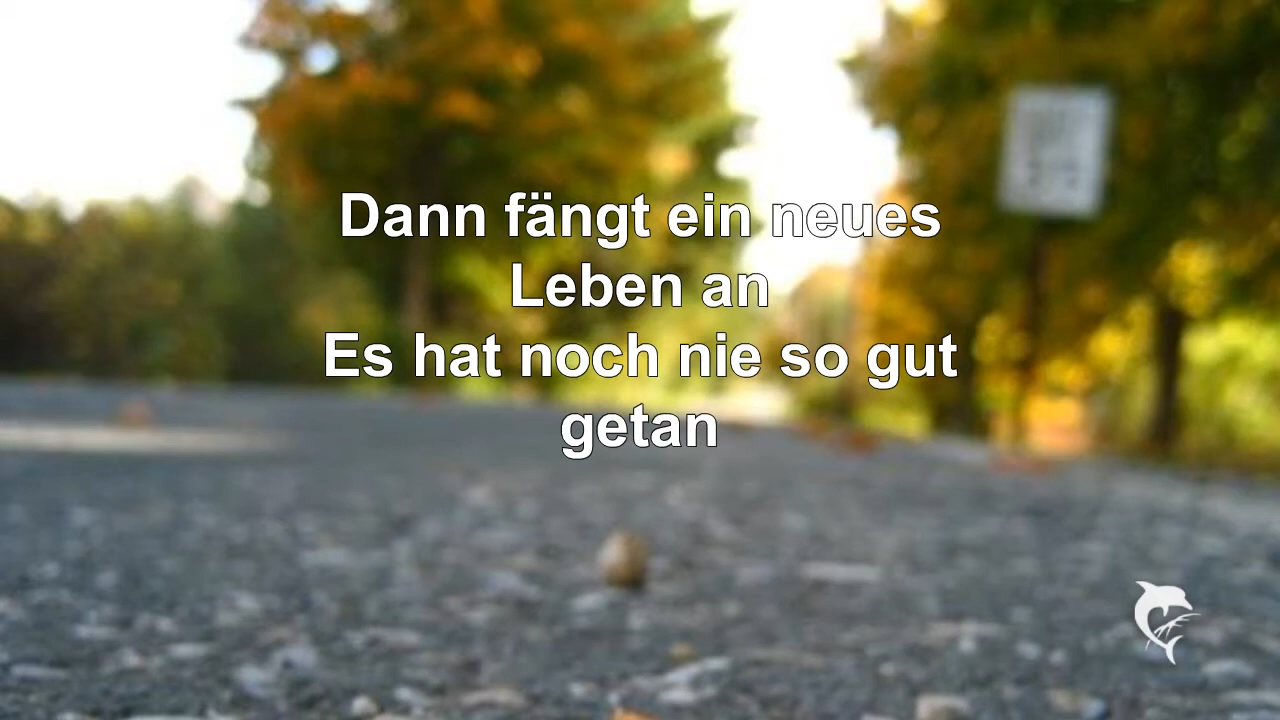 Dann fängt ein neues
Leben an
Es hat noch nie so gut
getan